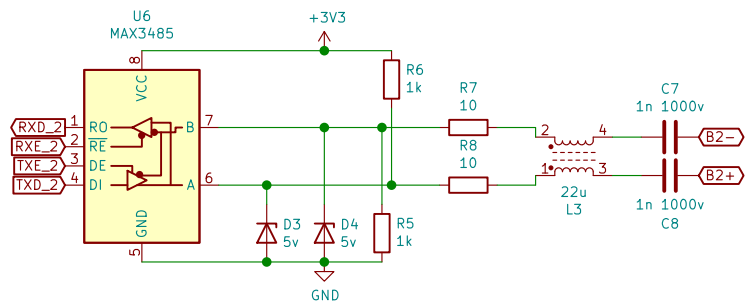 U6
MAX3485
+3V3
8
VCC
R6
1k
R7
10
C7
1n 1000v
RXD_2 1 RO B 7
2 4 B2-
RXE_2 2 RE
R8
10
TXE_2 3 DE
1 3 B2+
TXD_2 4 DI A 6
22u
L3
1n 1000v
C8
GND
5
D3
5v
D4
5v
R5
1k
GND